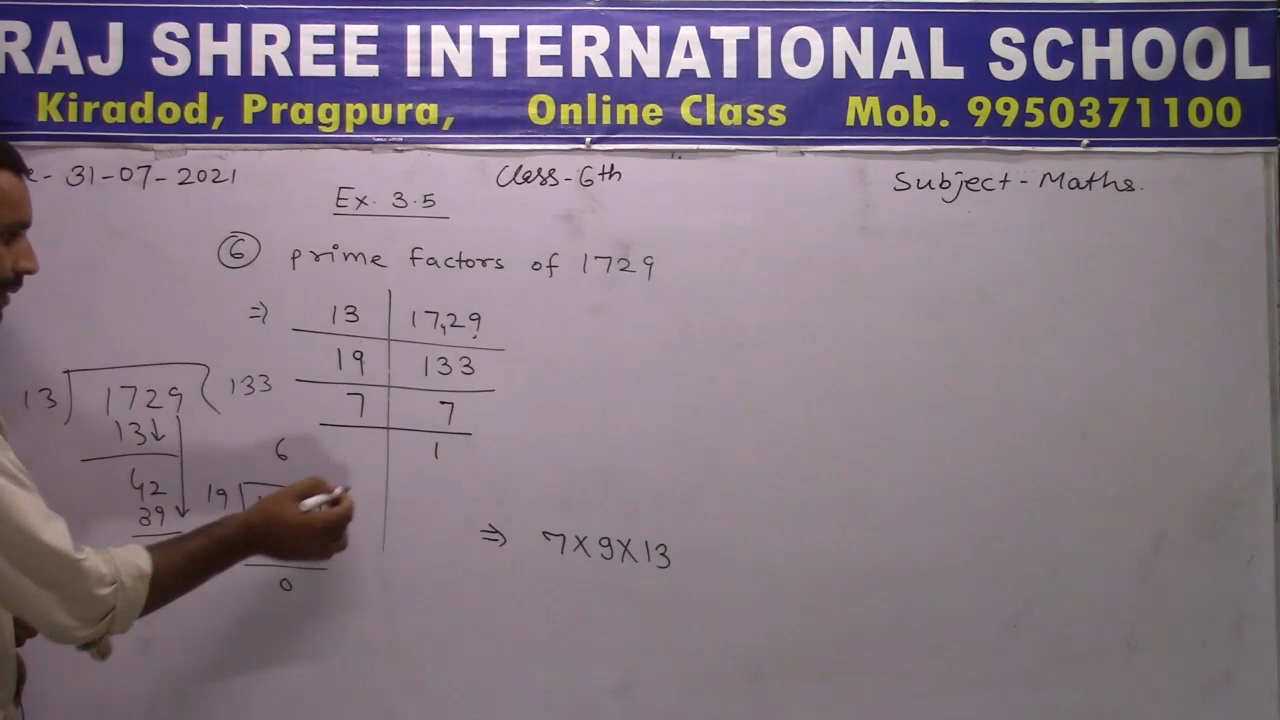 RAJ SHREE INTERNATIONAL SCHOOL
Kiradod, Pragpura, Online Class Mob. 9950371100
31-07-2021 Class-6th Subject-Maths.
Ex. 3.5
⑥ prime factors of 1729
⇒ 13 | 17,29
19 | 133
7 | 7
1
13 ) 1729 ( 133
13↓
42
39
6
19
0
⇒ 7×9×13